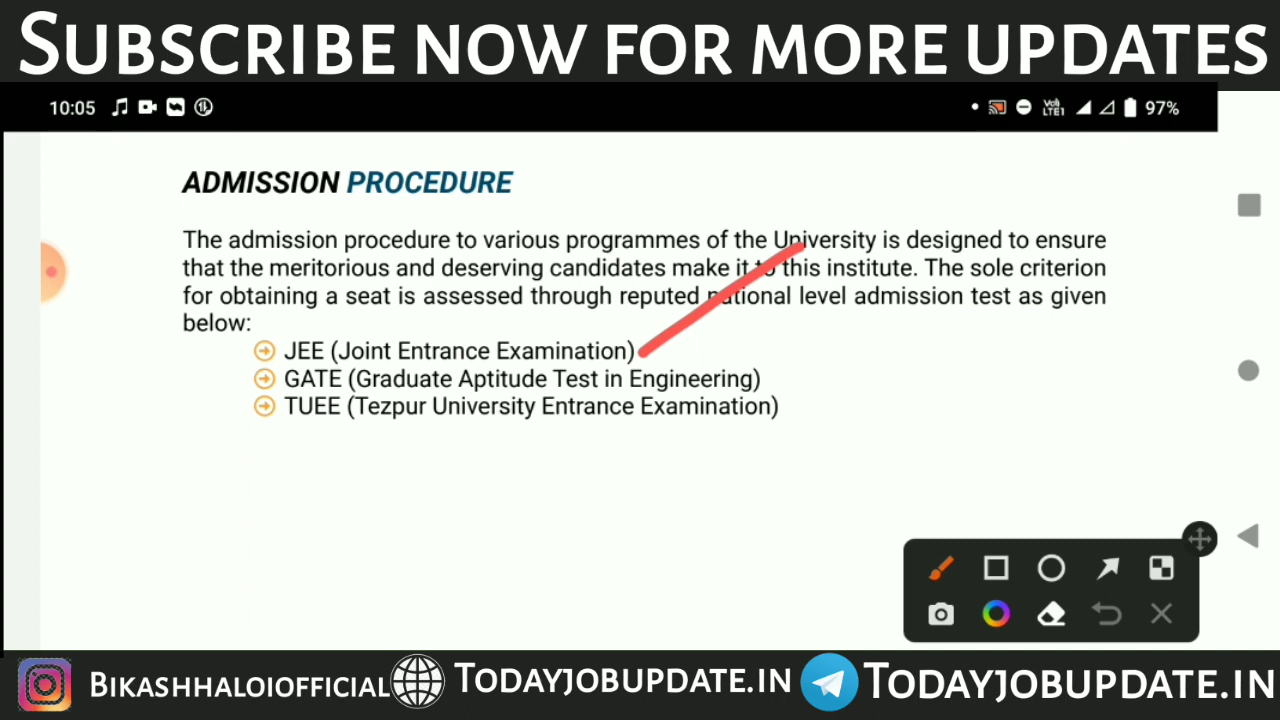 SUBSCRIBE NOW FOR MORE UPDATES
10:05 Vo) LTE1 97%
ADMISSION PROCEDURE
The admission procedure to various programmes of the University is designed to ensure
that the meritorious and deserving candidates make it to this institute. The sole criterion
for obtaining a seat is assessed through reputed national level admission test as given
below:
JEE (Joint Entrance Examination)
GATE (Graduate Aptitude Test in Engineering)
TUEE (Tezpur University Entrance Examination)
BIKASHHALOIOFFICIAL TODAYJOBUPDATE.IN TODAYJOBUPDATE.IN